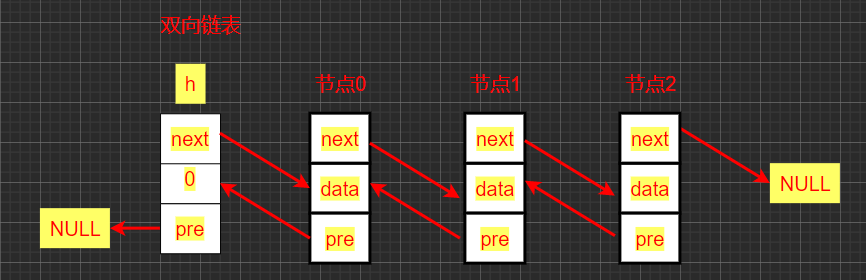 双向链表
h
节点0
节点1
节点2
next
next
next
next
0
data
data
data
NULL
NULL
pre
pre
pre
pre